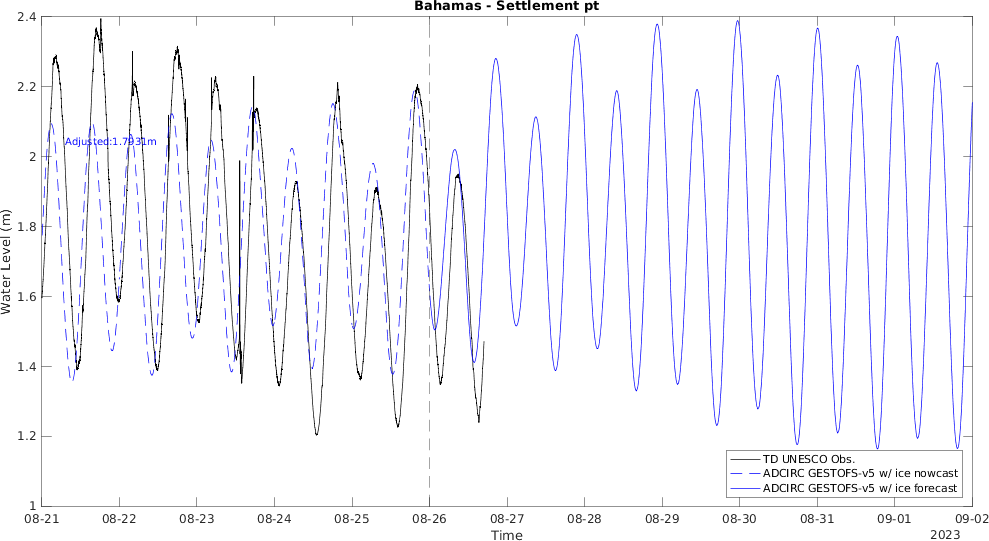 Bahamas - Settlement pt
Water Level (m)
2.4
2.2
2
1.8
1.6
1.4
1.2
1
Adjusted:1.7931m
TD UNESCO Obs.
ADCIRC GESTOFS-v5 w/ ice nowcast
ADCIRC GESTOFS-v5 w/ ice forecast
08-21 08-22 08-23 08-24 08-25 08-26 08-27 08-28 08-29 08-30 08-31 09-01 09-02
Time
2023